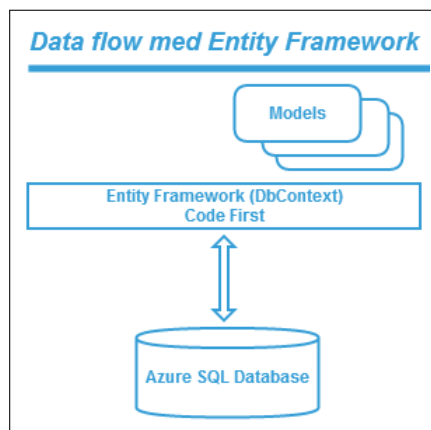 Data flow med Entity Framework
Models
Entity Framework (DbContext)
Code First
Azure SQL Database